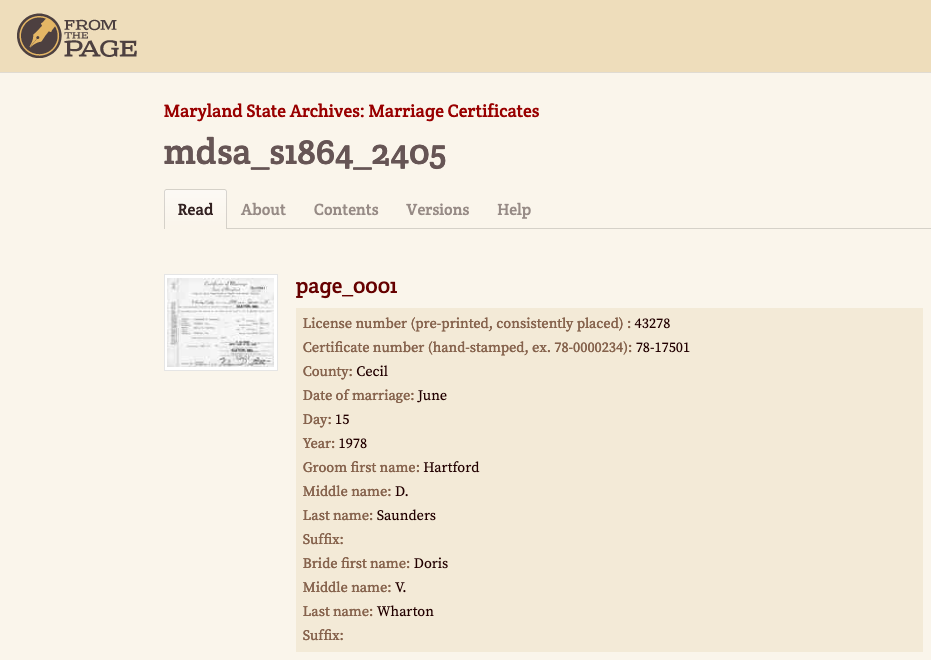 FROM
THE
PAGE
Maryland State Archives: Marriage Certificates
mdsa_s1864_2405
Read About Contents Versions Help
page_0001
License number (pre-printed, consistently placed) : 43278
Certificate number (hand-stamped, ex. 78-0000234): 78-17501
County: Cecil
Date of marriage: June
Day: 15
Year: 1978
Groom first name: Hartford
Middle name: D.
Last name: Saunders
Suffix:
Bride first name: Doris
Middle name: V.
Last name: Wharton
Suffix: